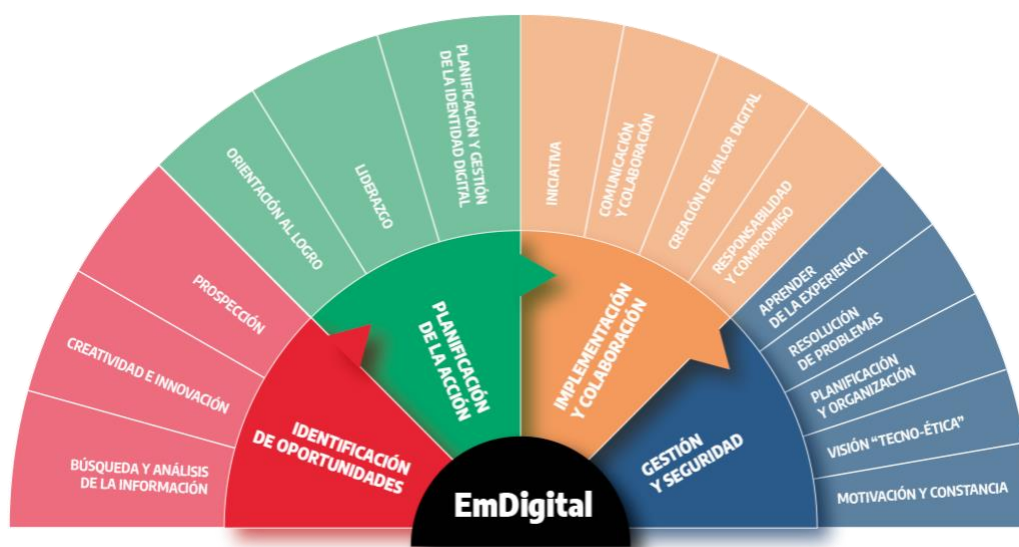 BÚSQUEDA Y ANÁLISIS
DE LA INFORMACIÓN
CREATIVIDAD E INNOVACIÓN
PROSPECCIÓN
IDENTIFICACIÓN
DE OPORTUNIDADES
ORIENTACIÓN AL LOGRO
LIDERAZGO
PLANIFICACIÓN Y GESTIÓN
DE LA IDENTIDAD DIGITAL
PLANIFICACIÓN
DE LA ACCIÓN
INICIATIVA
COMUNICACIÓN
Y COLABORACIÓN
CREACIÓN DE VALOR DIGITAL
RESPONSABILIDAD
Y COMPROMISO
IMPLEMENTACIÓN
Y COLABORACIÓN
APRENDER
DE LA EXPERIENCIA
RESOLUCIÓN
DE PROBLEMAS
PLANIFICACIÓN
Y ORGANIZACIÓN
VISIÓN “TECNO-ÉTICA”
MOTIVACIÓN Y CONSTANCIA
GESTIÓN
Y SEGURIDAD
EmDigital